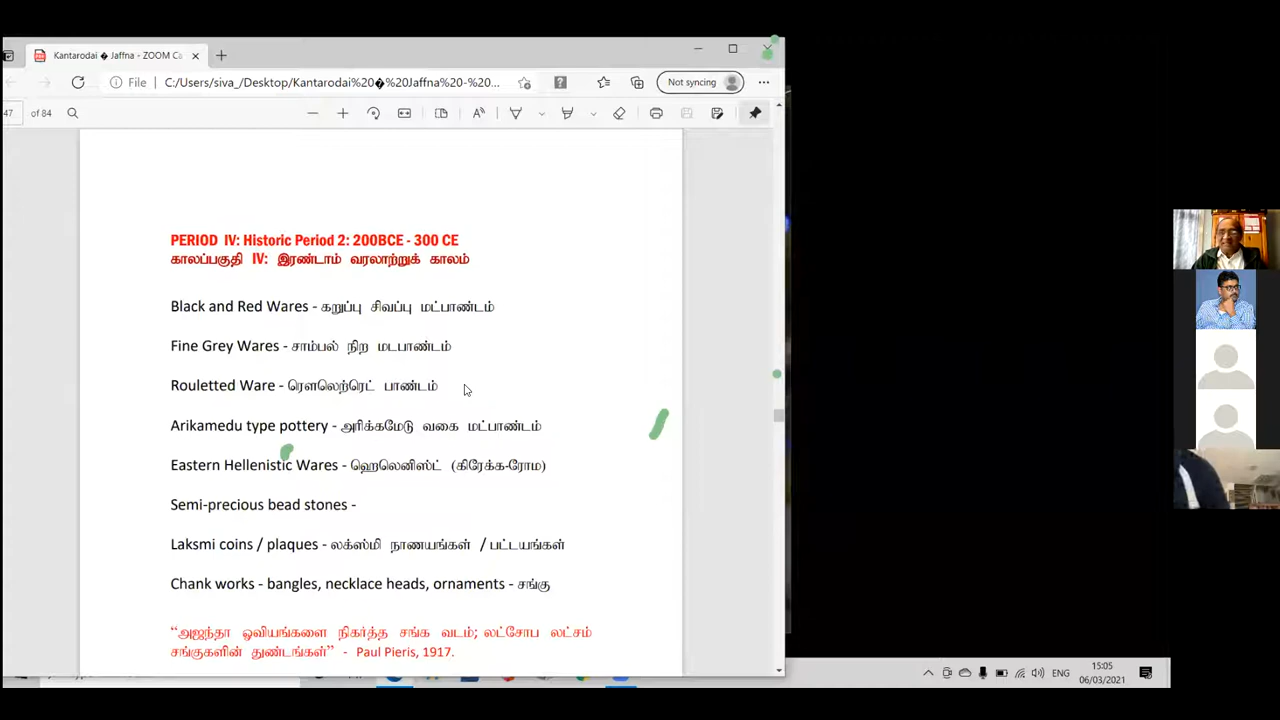 Kantarodai � Jaffna - ZOOM Ca
File
C:/Users/siva_/Desktop/Kantarodai%20�%20Jaffna%20-%20...
Not syncing
47 of 84
PERIOD IV: Historic Period 2: 200BCE - 300 CE
காலப்பகுதி IV: இரண்டாம் வரலாற்றுக் காலம்
Black and Red Wares - கறுப்பு சிவப்பு மட்பாண்டம்
Fine Grey Wares - சாம்பல் நிற மடபாண்டம்
Rouletted Ware - ரௌலெற்ரெட் பாண்டம்
Arikamedu type pottery - அரிக்கமேடு வகை மட்பாண்டம்
Eastern Hellenistic Wares - ஹெலெனிஸ்ட் (கிரேக்க-ரோம)
Semi-precious bead stones -
Laksmi coins / plaques - லக்ஸ்மி நாணயங்கள் / பட்டயங்கள்
Chank works - bangles, necklace heads, ornaments - சங்கு
“அஜந்தா ஓவியங்களை நிகர்த்த சங்க வடம்; லட்சோப லட்சம்
சங்குகளின் துண்டங்கள்” - Paul Pieris, 1917.
ENG
15:05
06/03/2021